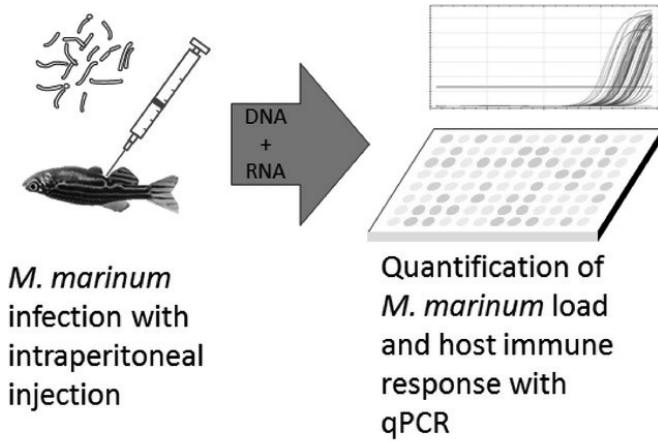 DNA
+
RNA
M. marinum
infection with
intraperitoneal
injection
Quantification of
M. marinum load
and host immune
response with
qPCR